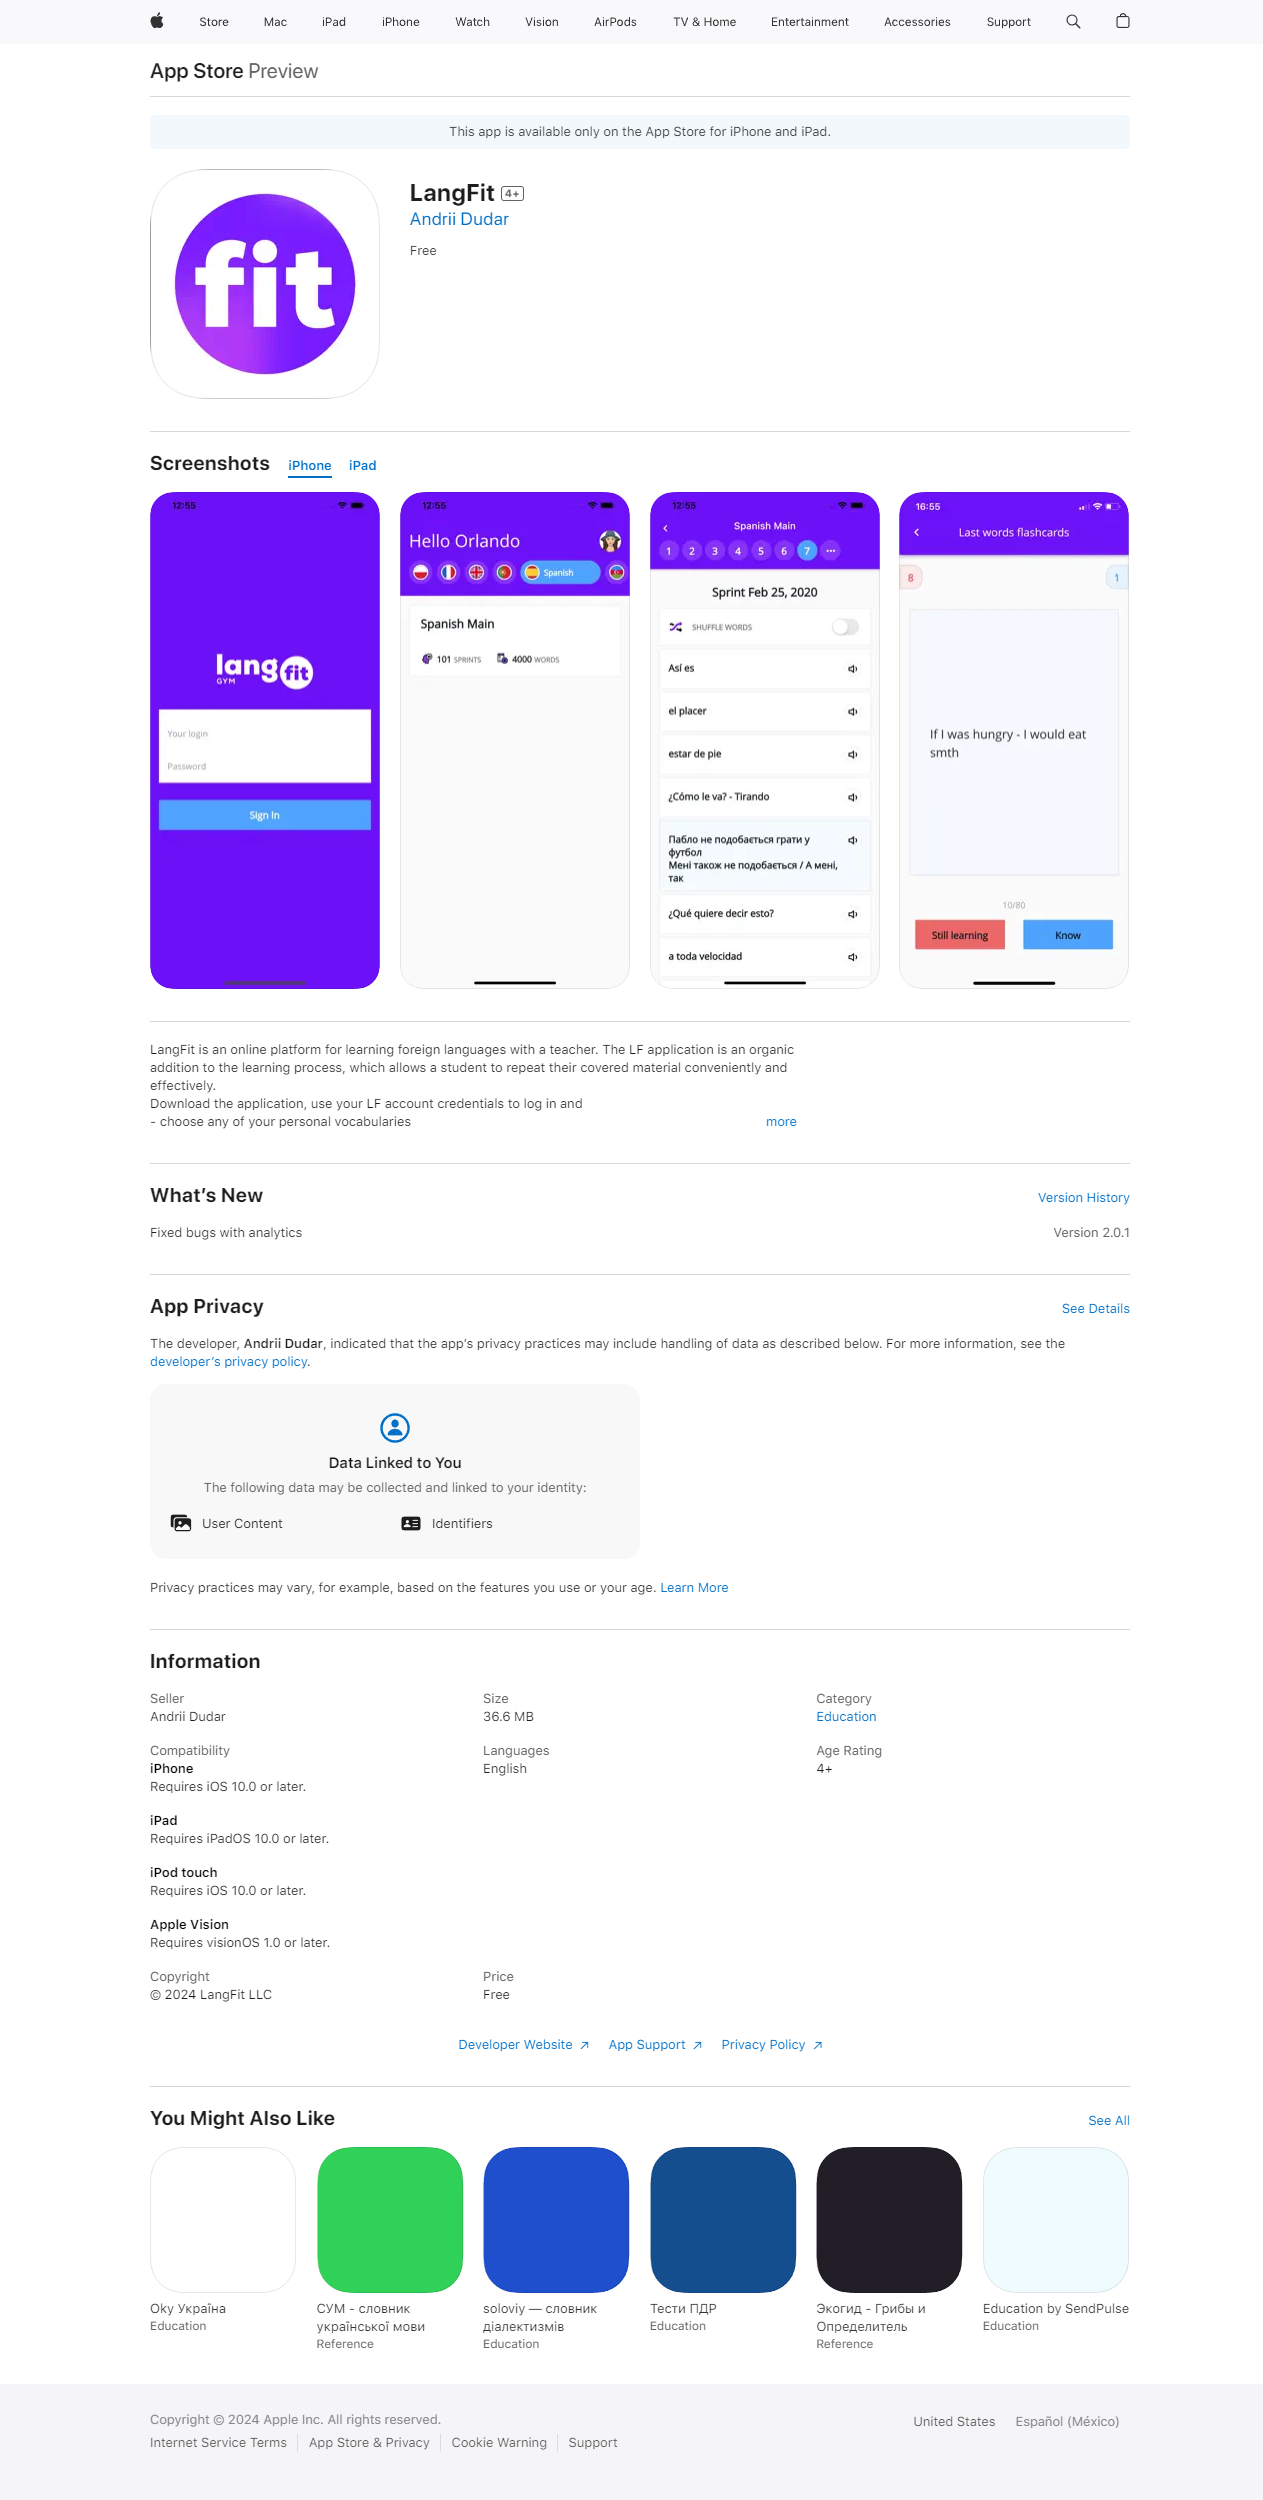 Store
Mac
iPad
iPhone
Watch
Vision
AirPods
TV & Home
Entertainment
Accessories
Support
App Store Preview
This app is available only on the App Store for iPhone and iPad.
fit
LangFit 4+
Andrii Dudar
Free
Screenshots
iPhone
iPad
12:55
lang fit
GYM
Your login
Password
Sign In
12:55
Hello Orlando
Spanish
Spanish Main
101 SPRINTS
4000 WORDS
12:55
Spanish Main
1 2 3 4 5 6 7 •••
Sprint Feb 25, 2020
SHUFFLE WORDS
Así es
el placer
estar de pie
¿Cómo le va? - Tirando
Пабло не подобається грати у
футбол
Мені також не подобається / А мені,
так
¿Qué quiere decir esto?
a toda velocidad
16:55
Last words flashcards
8
1
If I was hungry - I would eat
smth
10/80
Still learning
Know
LangFit is an online platform for learning foreign languages with a teacher. The LF application is an organic
addition to the learning process, which allows a student to repeat their covered material conveniently and
effectively.
Download the application, use your LF account credentials to log in and
- choose any of your personal vocabularies
more
What's New
Version History
Fixed bugs with analytics
Version 2.0.1
App Privacy
See Details
The developer, Andrii Dudar, indicated that the app's privacy practices may include handling of data as described below. For more information, see the
developer's privacy policy.
Data Linked to You
The following data may be collected and linked to your identity:
User Content
Identifiers
Privacy practices may vary, for example, based on the features you use or your age. Learn More
Information
Seller
Andrii Dudar
Size
36.6 MB
Category
Education
Compatibility
iPhone
Requires iOS 10.0 or later.
iPad
Requires iPadOS 10.0 or later.
iPod touch
Requires iOS 10.0 or later.
Apple Vision
Requires visionOS 1.0 or later.
Languages
English
Age Rating
4+
Copyright
© 2024 LangFit LLC
Price
Free
Developer Website
App Support
Privacy Policy
You Might Also Like
See All
Oky Україна
Education
СУМ - словник
української мови
Reference
soloviy — словник
діалектизмів
Education
Тести ПДР
Education
Экогид - Грибы и
Определитель
Reference
Education by SendPulse
Education
Copyright © 2024 Apple Inc. All rights reserved.
Internet Service Terms
App Store & Privacy
Cookie Warning
Support
United States
Español (México)